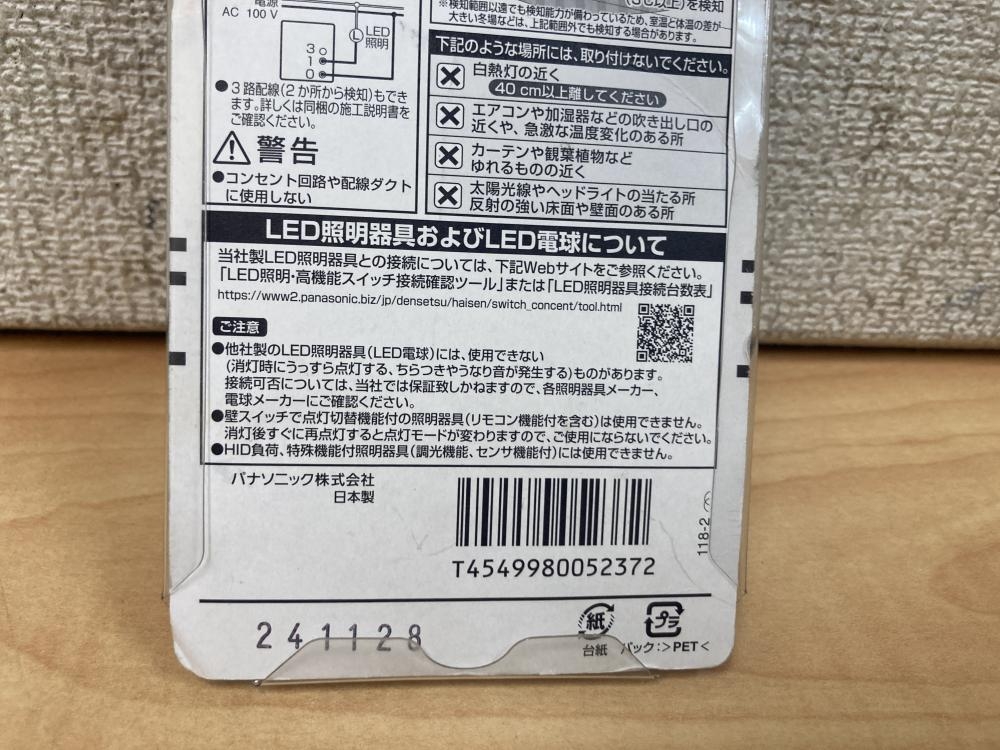 電源
AC 100 V
LED
照明
L
3
1
0
●3路配線(2か所から検知)もでき
ます。詳しくは同梱の施工説明書を
ご確認ください。
警告
●コンセント回路や配線ダクト
に使用しない
を検知
※検知範囲以遠でも検知能力が備わっているため、室温と体温の差が
大きい冬場などは、上記範囲外でも検知する場合があります。
下記のような場所には、取り付けないでください。
白熱灯の近く
40 cm以上離してください
エアコンや加湿器などの吹き出し口の
近くや、急激な温度変化のある所
カーテンや観葉植物など
ゆれるものの近く
太陽光線やヘッドライトの当たる所
反射の強い床面や壁面のある所
LED照明器具およびLED電球について
当社製LED照明器具との接続については、下記Webサイトをご参照ください。
「LED照明・高機能スイッチ接続確認ツール」または「LED照明器具接続台数表」
https://www2.panasonic.biz/jp/densetsu/haisen/switch_concent/tool.html
ご注意
●他社製のLED照明器具(LED電球)には、使用できない
(消灯時にうっすら点灯する、ちらつきやうなり音が発生する)ものがあります。
接続可否については、当社では保証致しかねますので、各照明器具メーカー、
電球メーカーにご確認ください。
●壁スイッチで点灯切替機能付の照明器具(リモコン機能付を含む)は使用できません。
消灯後すぐに再点灯すると点灯モードが変わりますので、ご使用にならないでください。
●HID負荷、特殊機能付照明器具(調光機能、センサ機能付)には使用できません。
パナソニック株式会社
日本製
T4549980052372
118-2
241128
紙
台紙
プラ
パック:>PET<